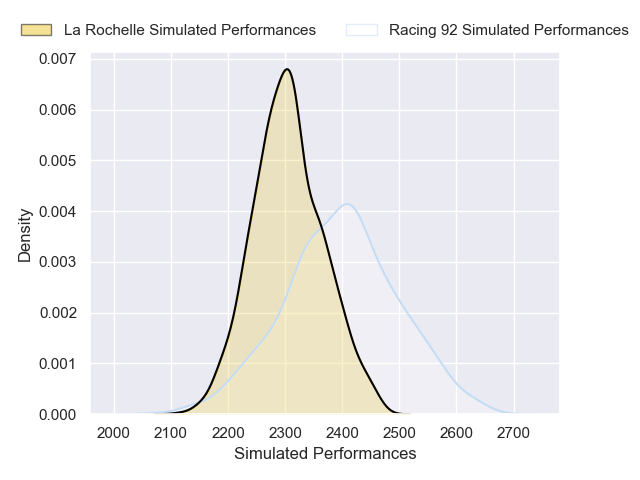 La Rochelle Simulated Performances Racing 92 Simulated Performances
0.007
0.006
0.005
0.004
0.003
0.002
0.001
0.000
Density
2000 2100 2200 2300 2400 2500 2600 2700
Simulated Performances